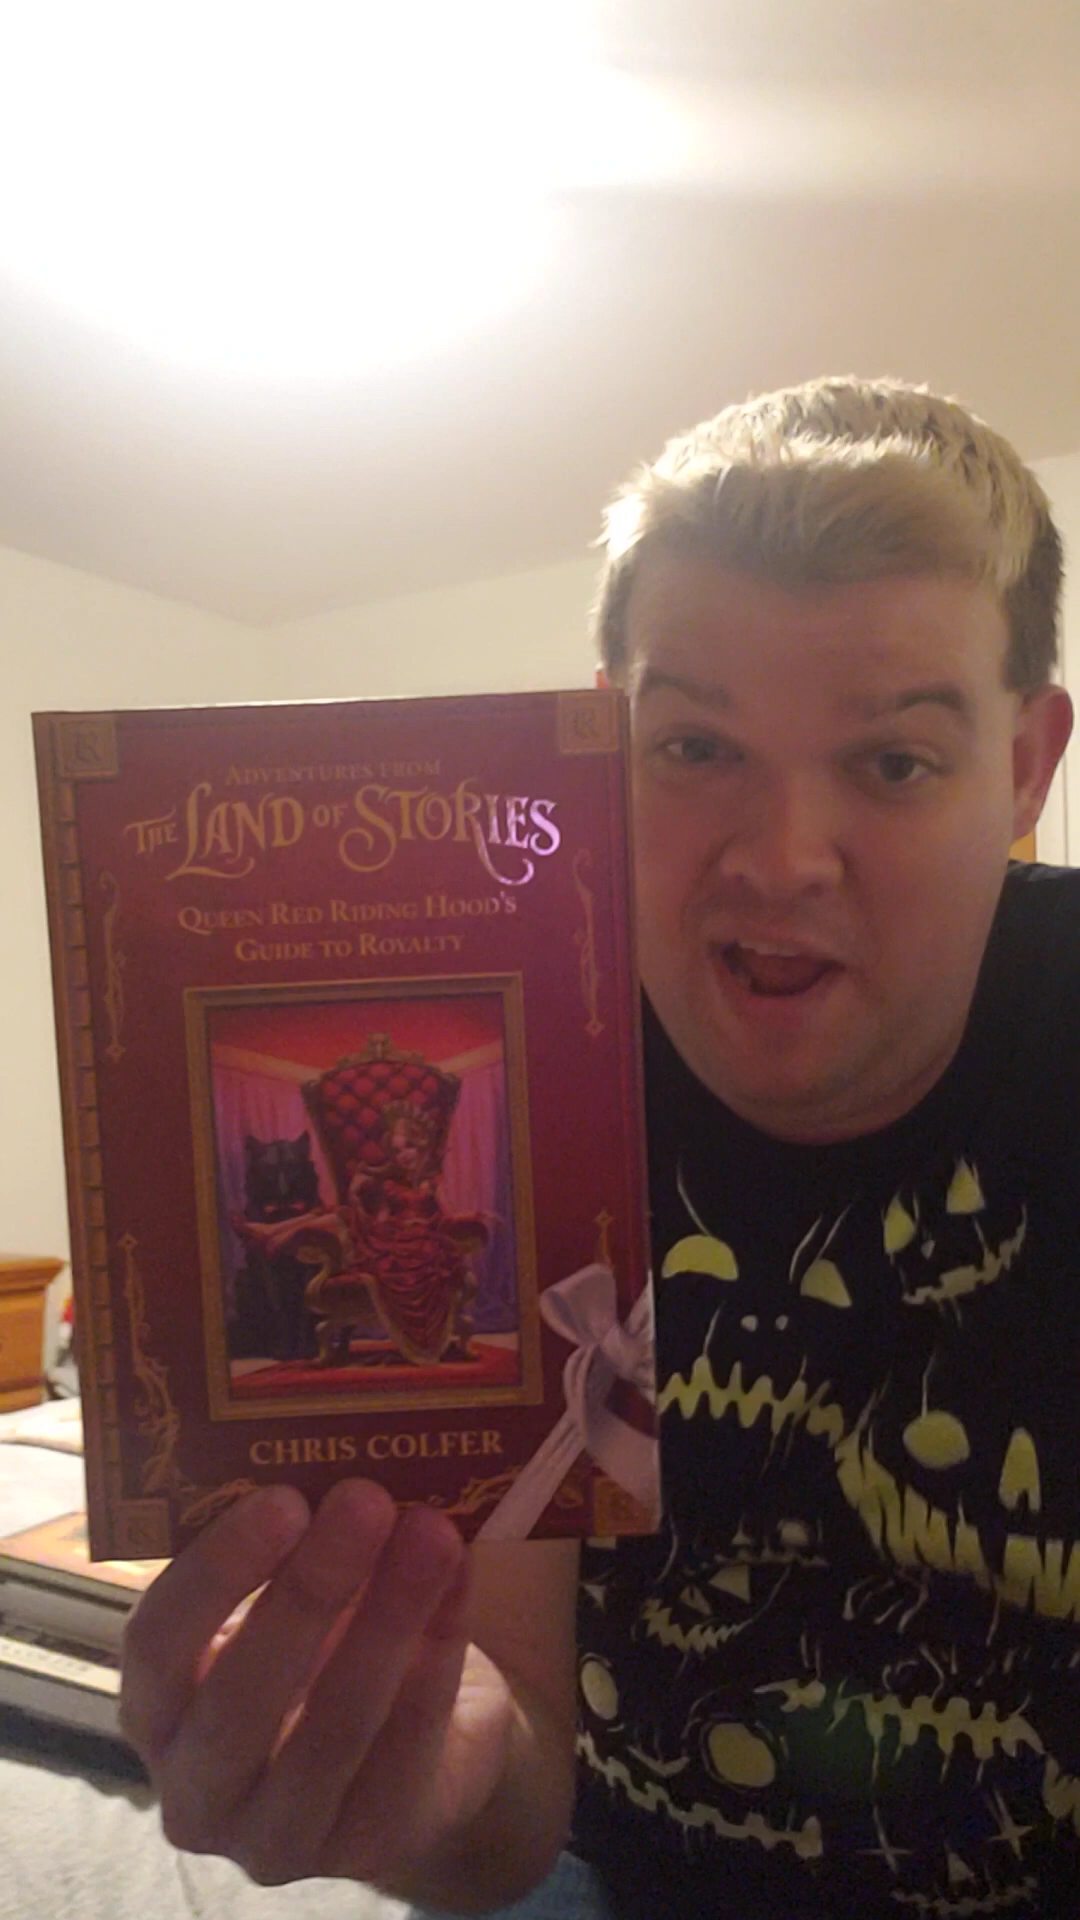 ADVENTURES FROM
THE LAND OF STORIES
QUEEN RED RIDING HOOD'S
GUIDE TO ROYALTY
CHRIS COLFER